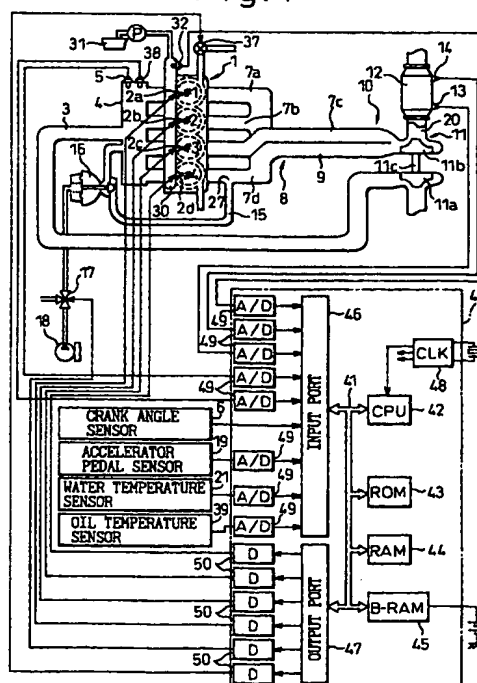 31
P
32
37
1
5
38
7a
14
4
2a
1
12
13
3
7b
7c
10
20
2b
2
11
2c
3
16
11b
11c
30
2d
27
15
7d
8
9
11a
17
18
A/D
A/D
A/D
A/D
A/D
49
49
49
46
INPUT PORT
41
CLK
48
CPU
42
6
CRANK ANGLE
SENSOR
19
ACCELERATOR
PEDAL SENSOR
A/D
49
21
WATER TEMPERATURE
SENSOR
A/D
49
39
OIL TEMPERATURE
SENSOR
A/D
49
ROM
43
RAM
44
B-RAM
45
D
D
D
D
D
D
50
50
50
50
OUTPUT PORT
47